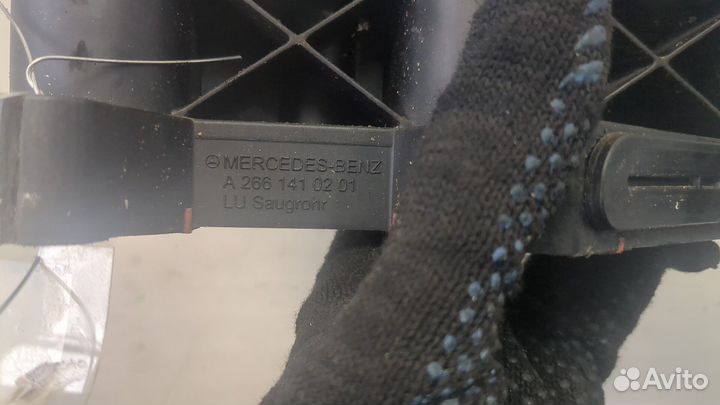 MERCEDES-BENZ
A 266 141 02 01
LU Saugrohr
Avito